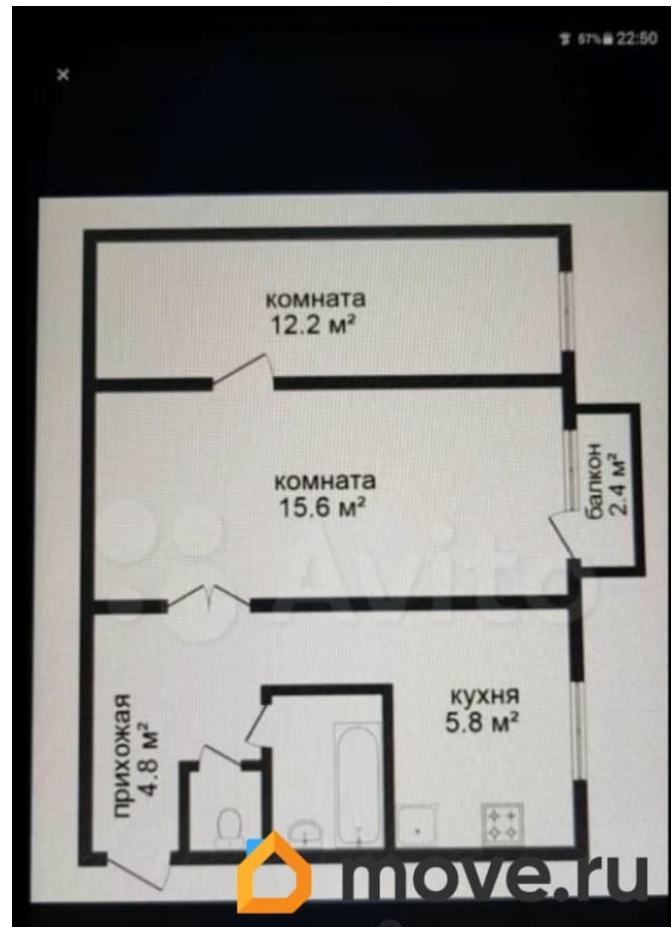 57% 22:50
×
комната
12.2 м²
комната
15.6 м²
балкон
2.4 м²
Avito
кухня
5.8 м²
прихожая
4.8 м²
move.ru